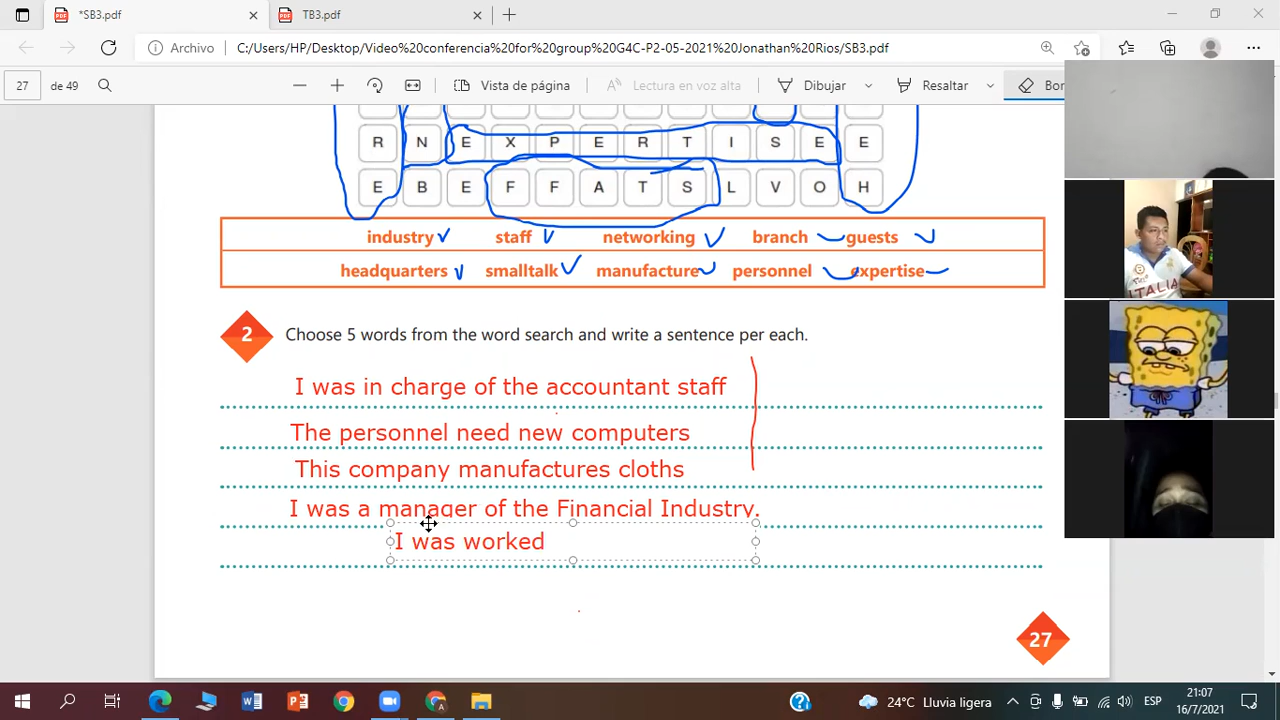 *SB3.pdf
TB3.pdf
Archivo C:/Users/HP/Desktop/Video%20conferencia%20for%20group%20G4C-P2-05-2021%20Jonathan%20Rios/SB3.pdf
27 de 49 Vista de página Lectura en voz alta Dibujar Resaltar Bor
R N E X P E R T I S E E
E B E F F A T S L V O H
industry staff networking branch guests
headquarters smalltalk manufacture personnel expertise
2 Choose 5 words from the word search and write a sentence per each.
I was in charge of the accountant staff
The personnel need new computers
This company manufactures cloths
I was a manager of the Financial Industry.
I was worked
27
ITALIA
24°C Lluvia ligera ESP 21:07
16/7/2021